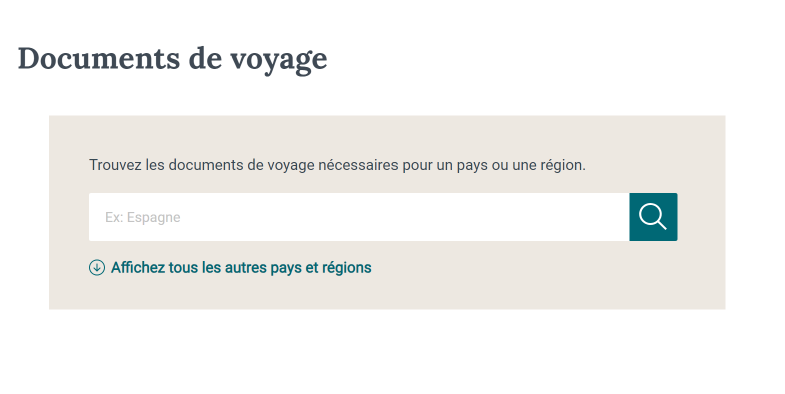 Documents de voyage
Trouvez les documents de voyage nécessaires pour un pays ou une région.
Ex: Espagne
Affichez tous les autres pays et régions